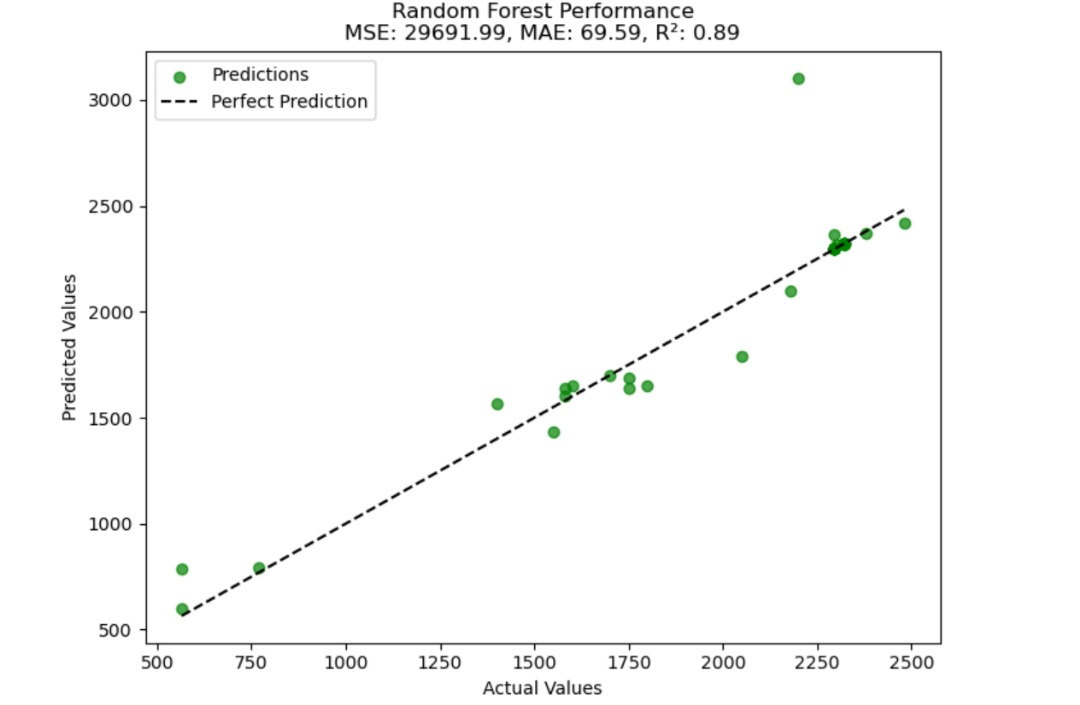 Random Forest Performance
MSE: 29691.99, MAE: 69.59, R²: 0.89
Predictions
Perfect Prediction
3000
2500
2000
1500
1000
500
Predicted Values
500 750 1000 1250 1500 1750 2000 2250 2500
Actual Values